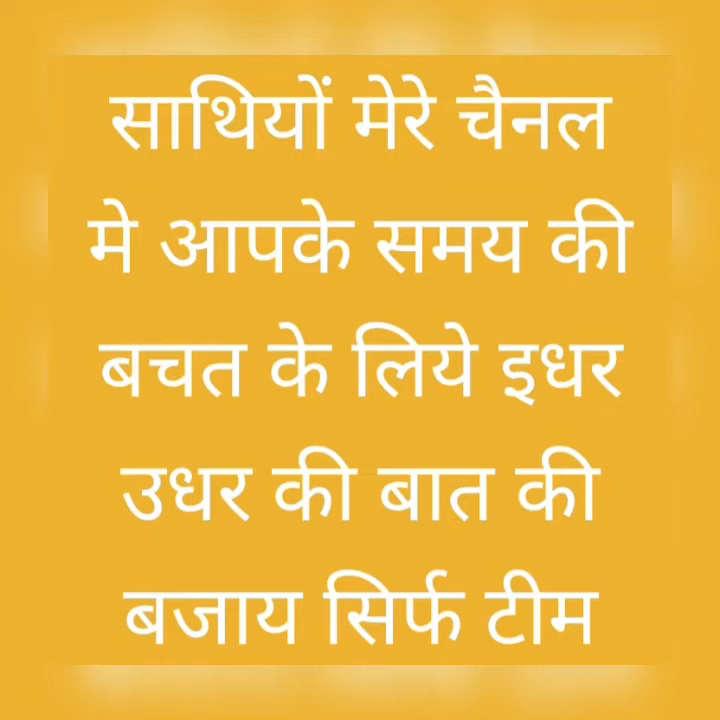 साथियों मेरे चैनल
मे आपके समय की
बचत के लिये इधर
उधर की बात की
बजाय सिर्फ टीम